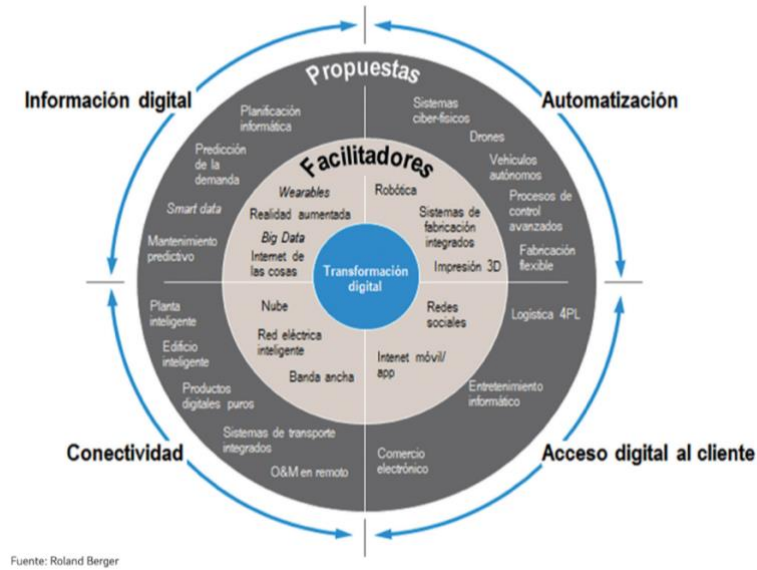 Propuestas
Información digital
Automatización
Planificación
informática
Predicción
de la
demanda
Smart data
Mantenimiento
predictivo
Sistemas
ciber-físicos
Drones
Vehículos
autónomos
Procesos de
control
avanzados
Fabricación
flexible
Facilitadores
Wearables
Realidad aumentada
Big Data
Internet de
las cosas
Robótica
Sistemas de
fabricación
integrados
Impresión 3D
Transformación
digital
Nube
Red eléctrica
inteligente
Banda ancha
Redes
sociales
Intenet móvil/
app
Planta
inteligente
Edificio
inteligente
Productos
digitales puros
Sistemas de transporte
integrados
O&M en remoto
Logística 4PL
Entretenimiento
informático
Comercio
electrónico
Conectividad
Acceso digital al cliente
Fuente: Roland Berger